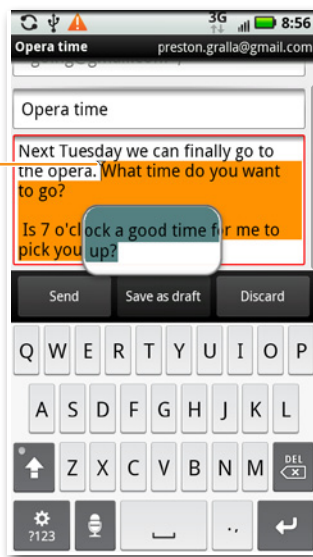 3G 8:56
Opera time preston.gralla@gmail.com
Opera time
Next Tuesday we can finally go to
the opera. What time do you want
to go?
Is 7 o'clock a good time for me to
pick you up?
Send Save as draft Discard
Q W E R T Y U I O P
A S D F G H J K L
Z X C V B N M DEL
?123 .,